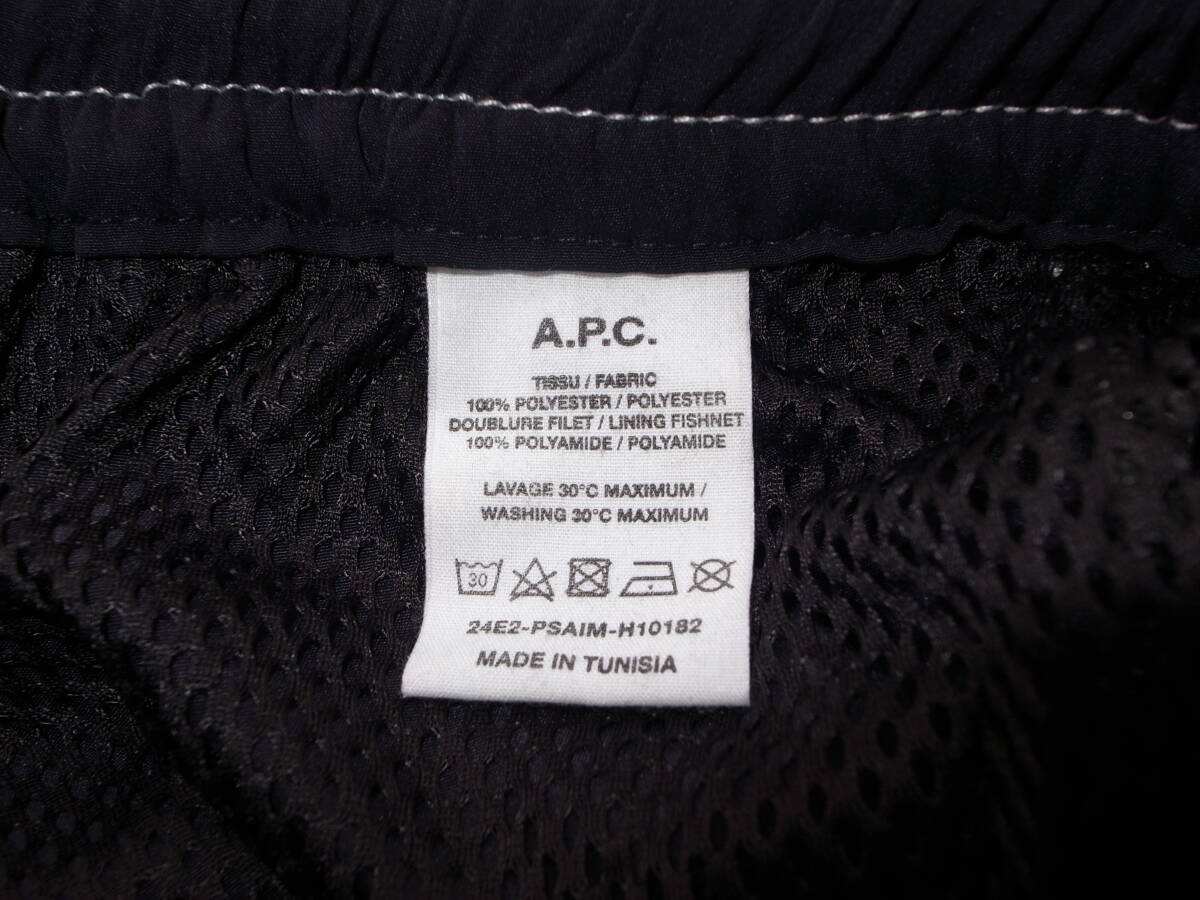 A.P.C.
TISSU / FABRIC
100% POLYESTER / POLYESTER
DOUBLURE FILET / LINING FISHNET
100% POLYAMIDE / POLYAMIDE
LAVAGE 30°C MAXIMUM /
WASHING 30°C MAXIMUM
30
24E2-PSAIM-H10182
MADE IN TUNISIA